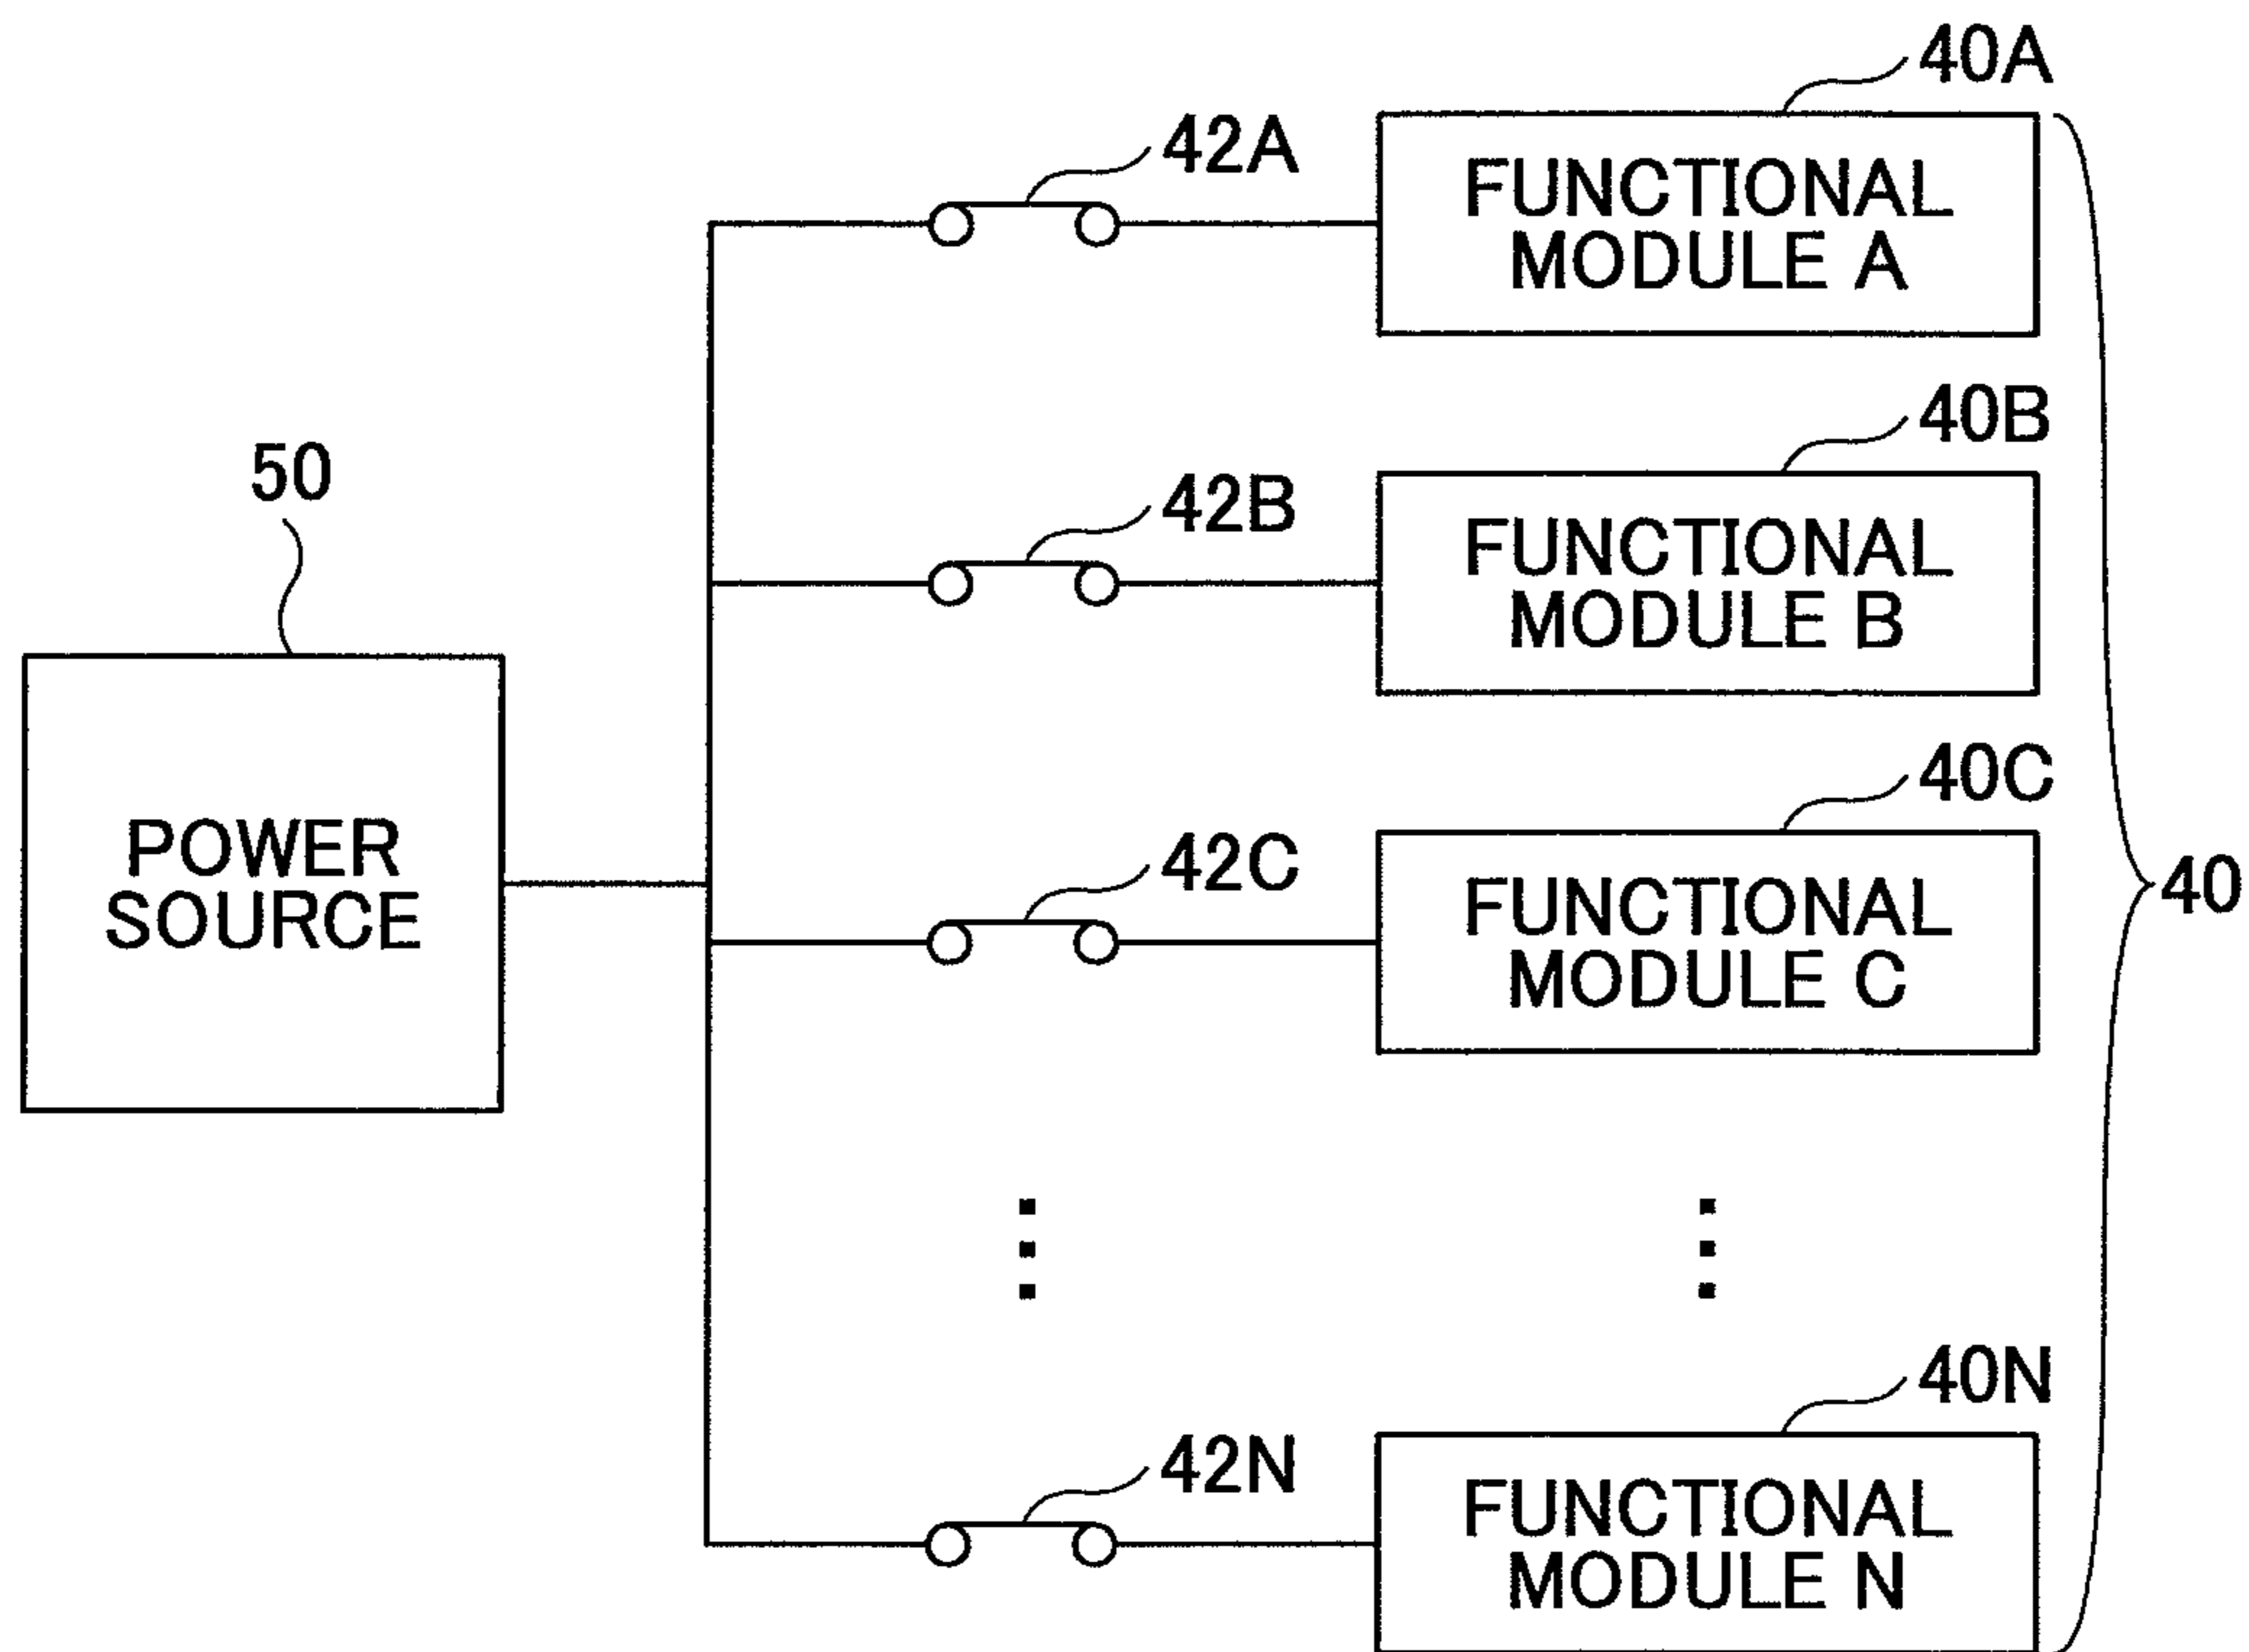 40A
42A
FUNCTIONAL
MODULE A
40B
50
42B
FUNCTIONAL
MODULE B
40C
42C
POWER
SOURCE
FUNCTIONAL
MODULE C
40
40N
42N
FUNCTIONAL
MODULE N